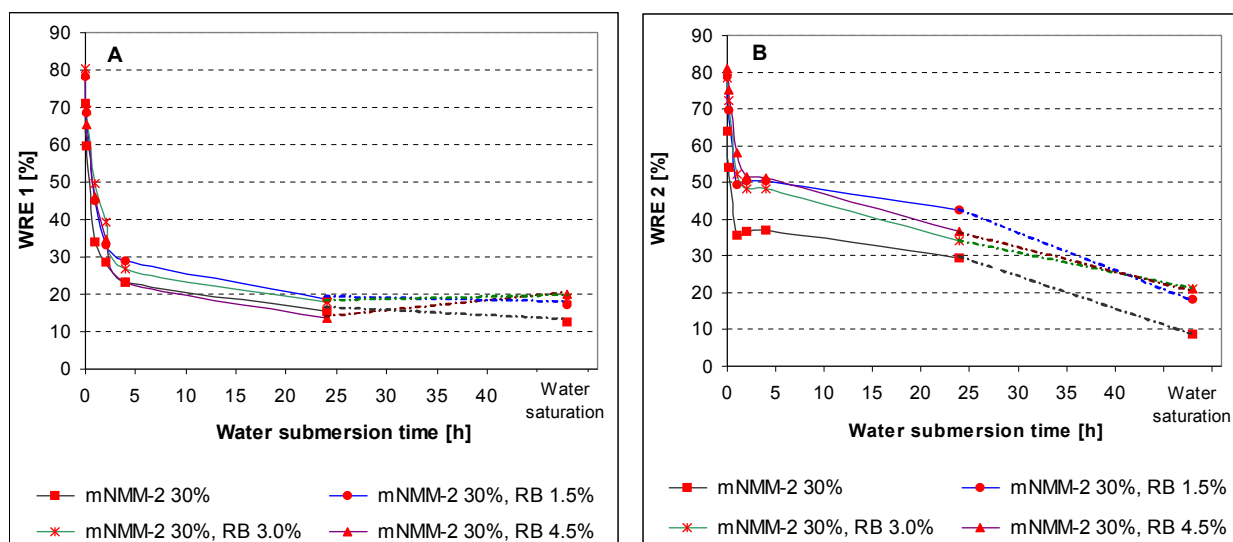 A
WRE 1 [%]
90
80
70
60
50
40
30
20
10
0
0 5 10 15 20 25 30 35 40 Water saturation
Water submersion time [h]
mNMM-2 30% mNMM-2 30%, RB 1.5%
mNMM-2 30%, RB 3.0% mNMM-2 30%, RB 4.5%
B
WRE 2 [%]
90
80
70
60
50
40
30
20
10
0
0 5 10 15 20 25 30 35 40 Water saturation
Water submersion time [h]
mNMM-2 30% mNMM-2 30%, RB 1.5%
mNMM-2 30%, RB 3.0% mNMM-2 30%, RB 4.5%